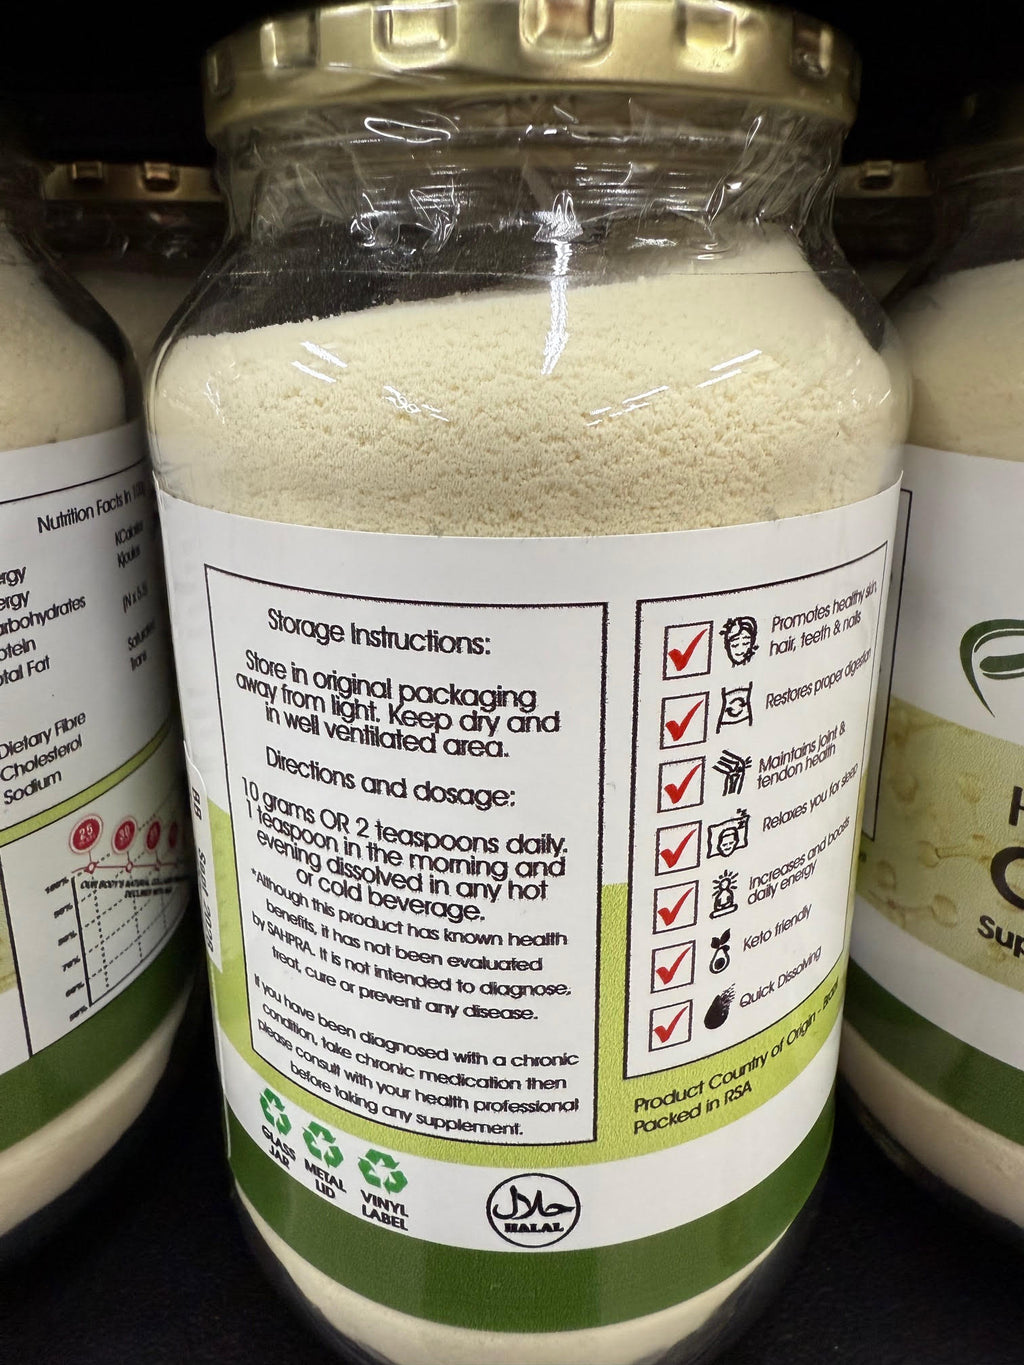 Storage Instructions:
Store in original packaging
away from light. Keep dry and
in well ventilated area.
Directions and dosage:
10 grams OR 2 teaspoons daily.
1 teaspoon in the morning and
evening dissolved in any hot
or cold beverage.
*Although this product has known health
benefits, it has not been evaluated
by SAHPRA. It is not intended to diagnose,
treat, cure or prevent any disease.
If you have been diagnosed with a chronic
condition, take chronic medication then
please consult with your health professional
before taking any supplement.
GLASS
JAR
METAL
LID
VINYL
LABEL
حلال
HALAL
Promotes healthy skin,
hair, teeth & nails
Restores proper digestion
Maintains joint &
tendon health
Relaxes you for sleep
Increases and boosts
daily energy
Keto friendly
Quick Dissolving
Product Country of Origin -
Packed in RSA
Nutrition Facts in
Total Fat
Dietary Fibre
Cholesterol
Sodium
25
30